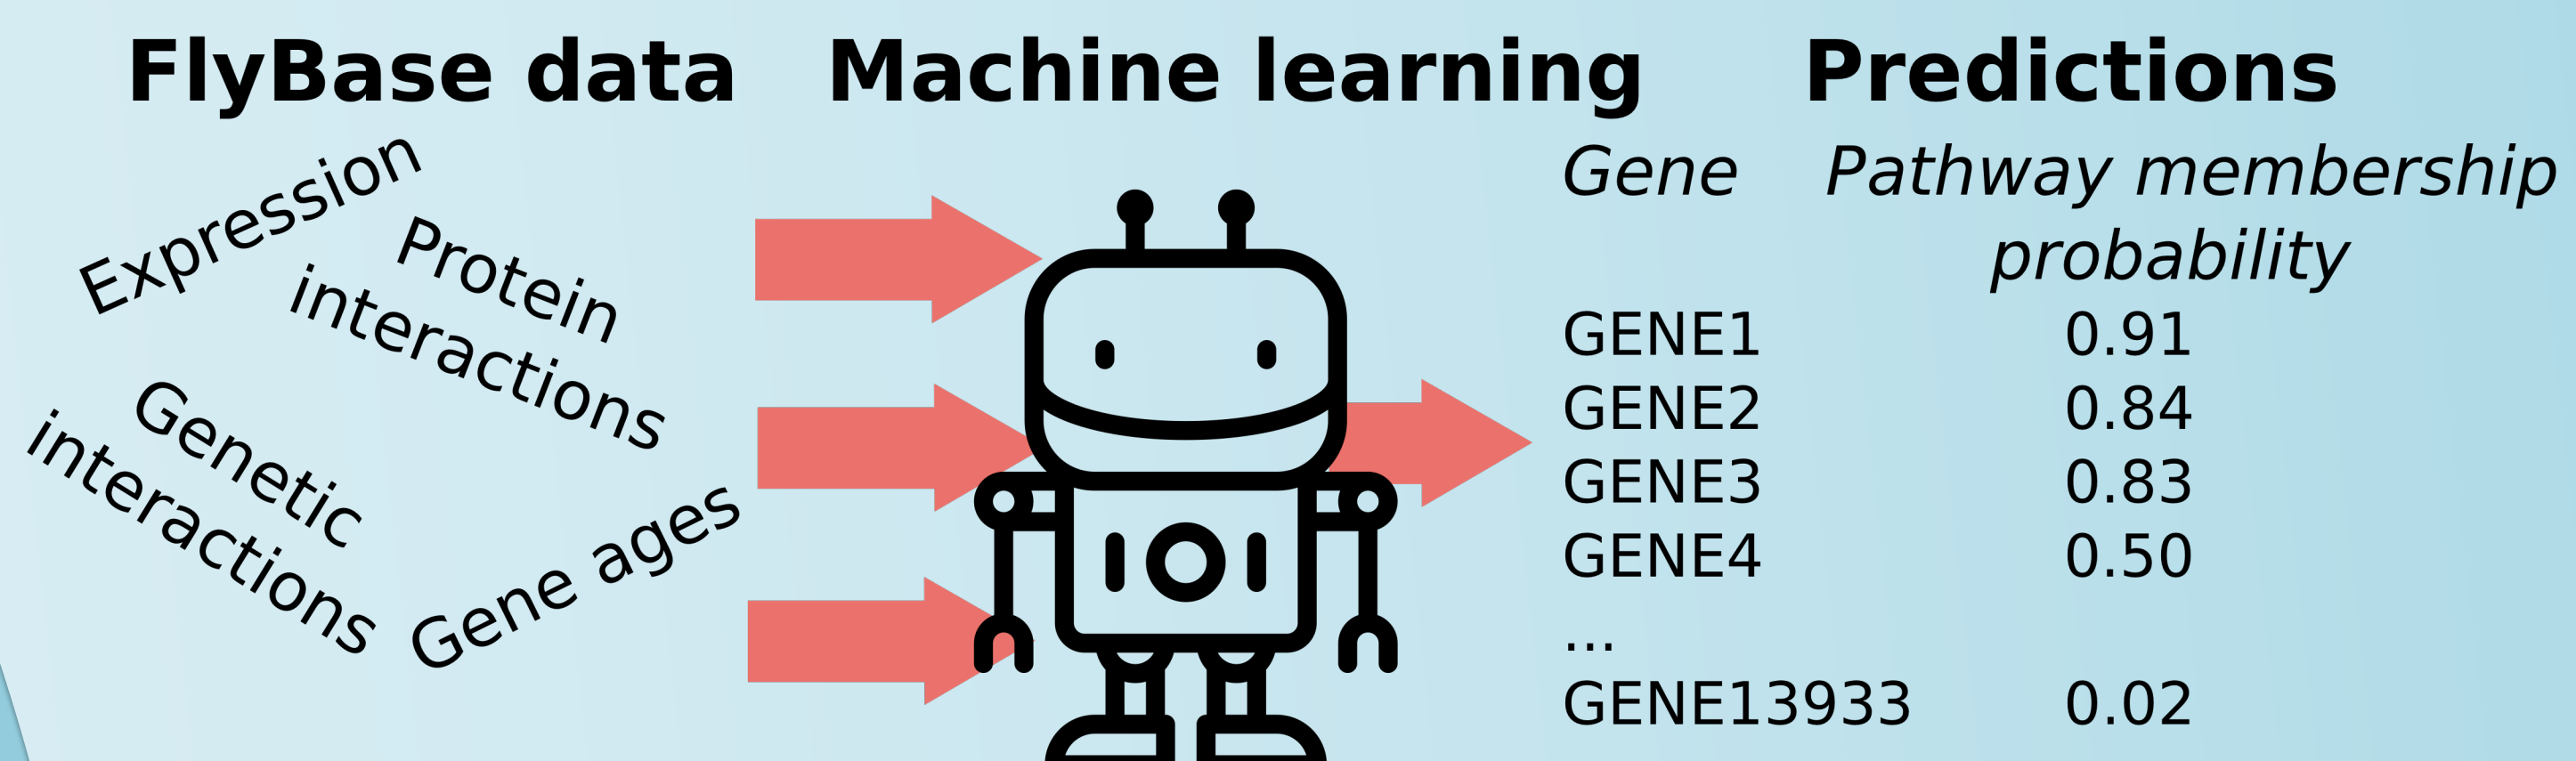 FlyBase data
Machine learning
Predictions
Expression
Protein
interactions
Genetic
interactions
Gene ages
Gene Pathway membership
probability
GENE1 0.91
GENE2 0.84
GENE3 0.83
GENE4 0.50
...
GENE13933 0.02